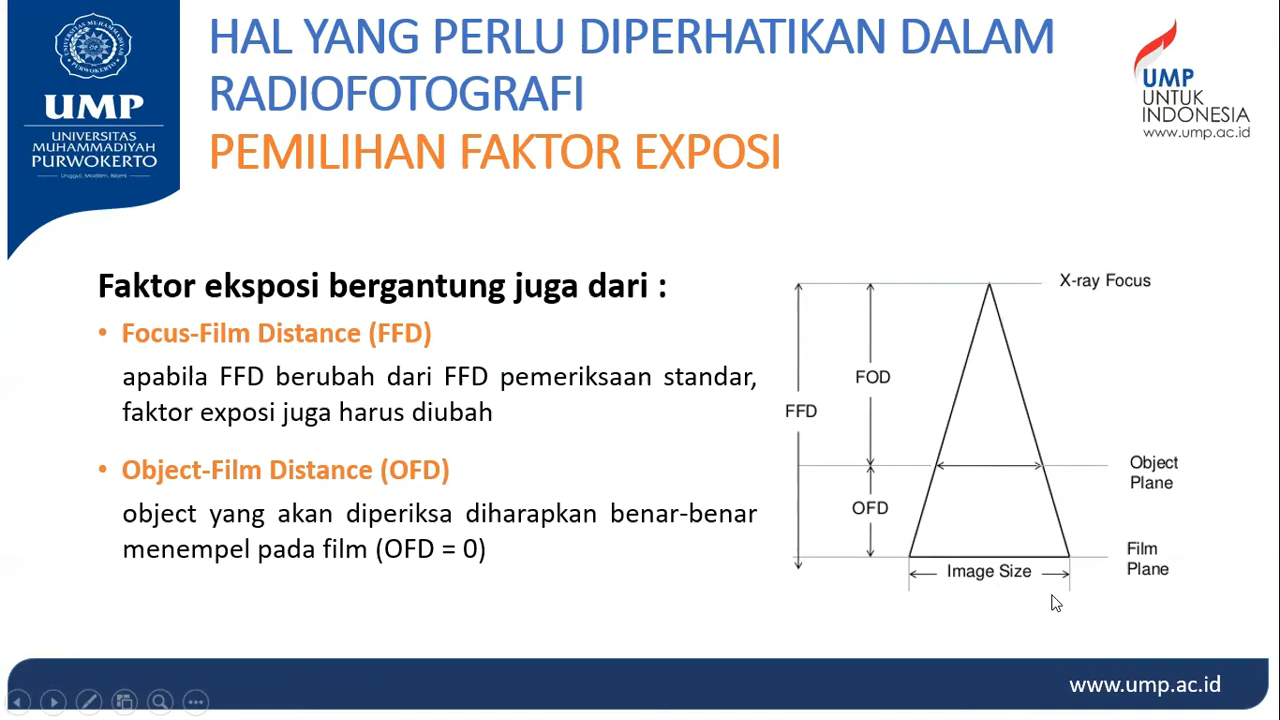 UMP
UNIVERSITAS
MUHAMMADIYAH
PURWOKERTO
Unggul, Modern, Islami
HAL YANG PERLU DIPERHATIKAN DALAM
RADIOFOTOGRAFI
PEMILIHAN FAKTOR EXPOSI
UMP
UNTUK
INDONESIA
www.ump.ac.id
Faktor eksposi bergantung juga dari :
• Focus-Film Distance (FFD)
apabila FFD berubah dari FFD pemeriksaan standar,
faktor exposi juga harus diubah
• Object-Film Distance (OFD)
object yang akan diperiksa diharapkan benar-benar
menempel pada film (OFD = 0)
X-ray Focus
FOD
FFD
Object
Plane
OFD
Film
Plane
Image Size
www.ump.ac.id